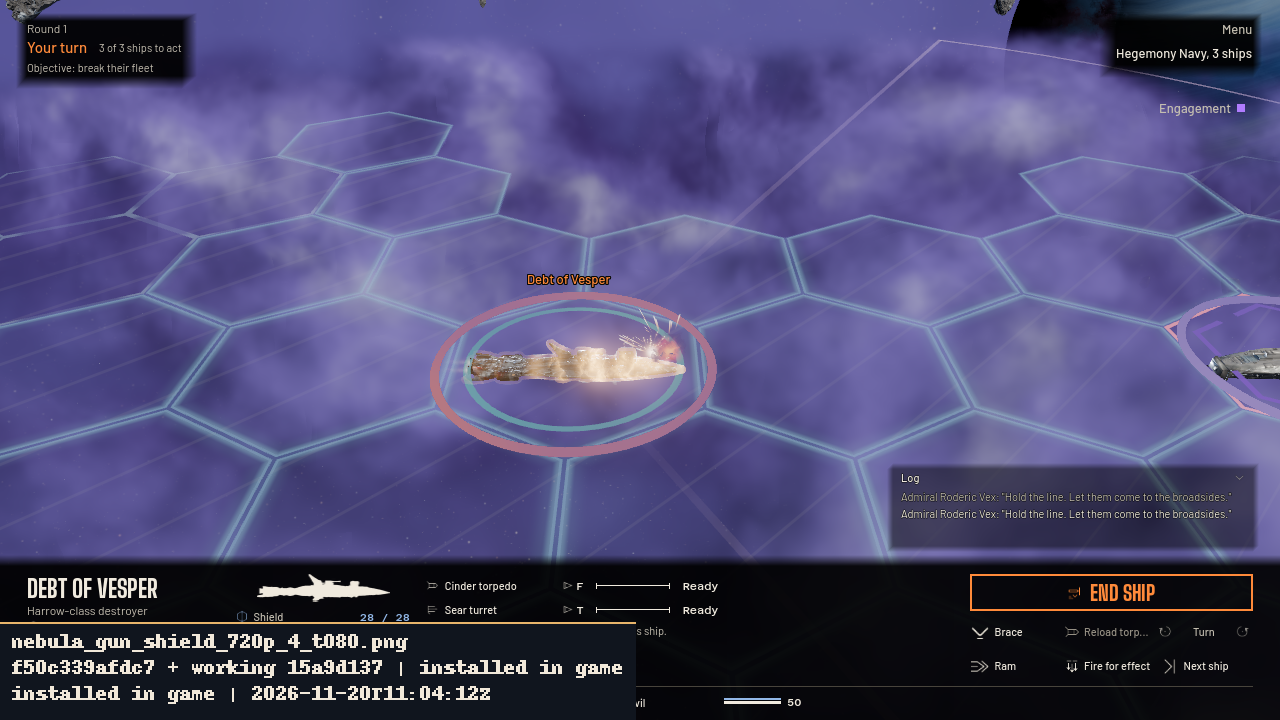 Round 1
Your turn 3 of 3 ships to act
Objective: break their fleet
Menu
Hegemony Navy, 3 ships
Engagement
Debt of Vesper
Log
Admiral Roderic Vex: "Hold the line. Let them come to the broadsides."
Admiral Roderic Vex: "Hold the line. Let them come to the broadsides."
DEBT OF VESPER
Harrow-class destroyer
Shield 28 / 28
Cinder torpedo F Ready
Sear turret T Ready
s ship.
END SHIP
Brace Reload torp... Turn
Ram Fire for effect Next ship
50
nebula_gun_shield_720p_4_t080.png
f50c339afdc7 + working 15a9d137 | installed in game
installed in game | 2026-11-20T11:04:12Z